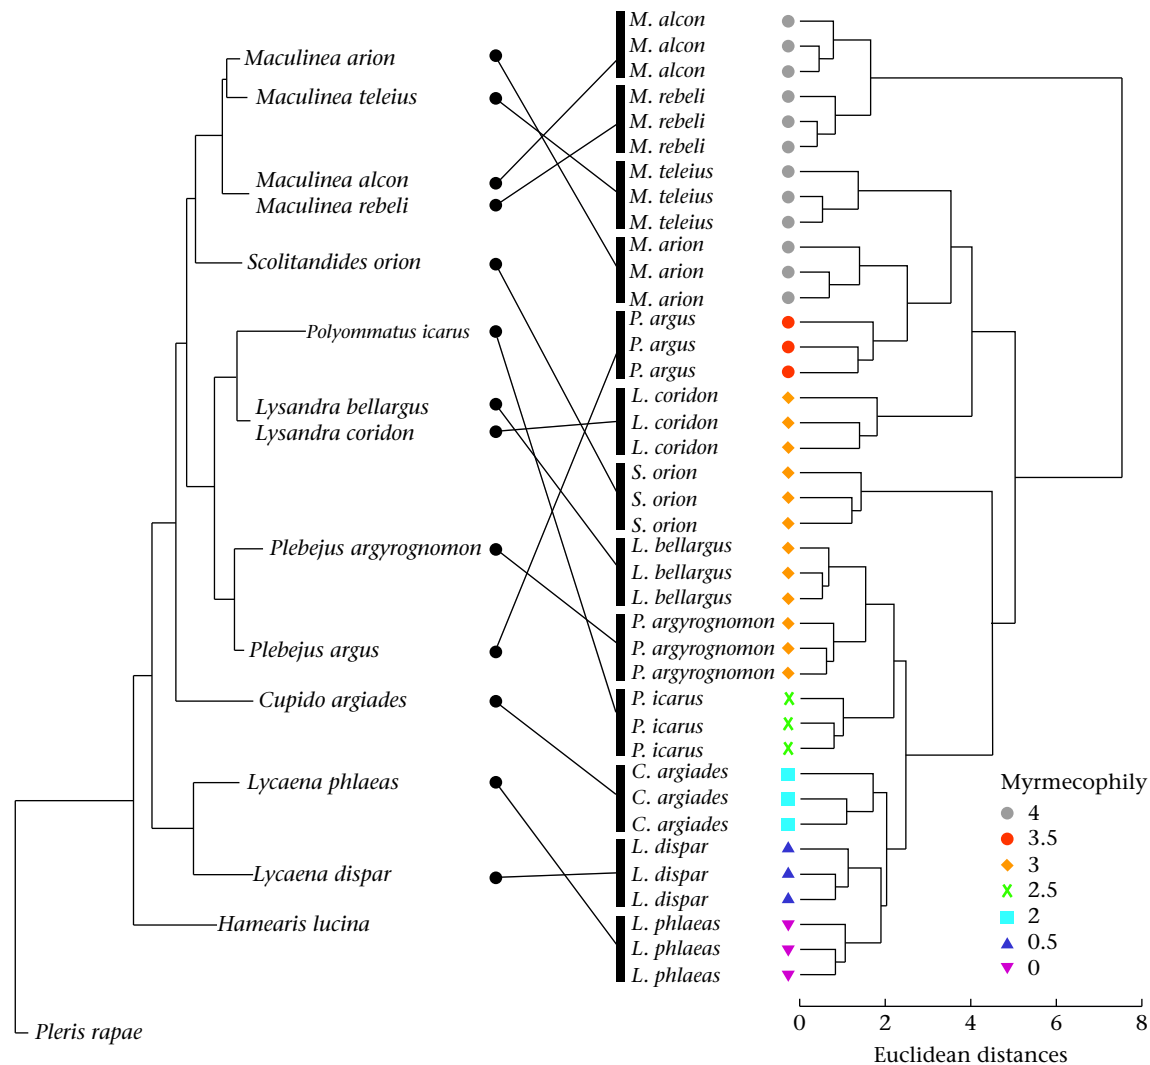 Maculinea arion
Maculinea teleius
Maculinea alcon
Maculinea rebeli
Scolitandides orion
Polyommatus icarus
Lysandra bellargus
Lysandra coridon
Plebejus argyrognomon
Plebejus argus
Cupido argiades
Lycaena phlaeas
Lycaena dispar
Hamearis lucina
Pleris rapae
M. alcon
M. alcon
M. alcon
M. rebeli
M. rebeli
M. rebeli
M. teleius
M. teleius
M. teleius
M. arion
M. arion
M. arion
P. argus
P. argus
P. argus
L. coridon
L. coridon
L. coridon
S. orion
S. orion
S. orion
L. bellargus
L. bellargus
L. bellargus
P. argyrognomon
P. argyrognomon
P. argyrognomon
P. icarus
P. icarus
P. icarus
C. argiades
C. argiades
C. argiades
L. dispar
L. dispar
L. dispar
L. phlaeas
L. phlaeas
L. phlaeas
Myrmecophily
4
3.5
3
2.5
2
0.5
0
0 2 4 6 8
Euclidean distances